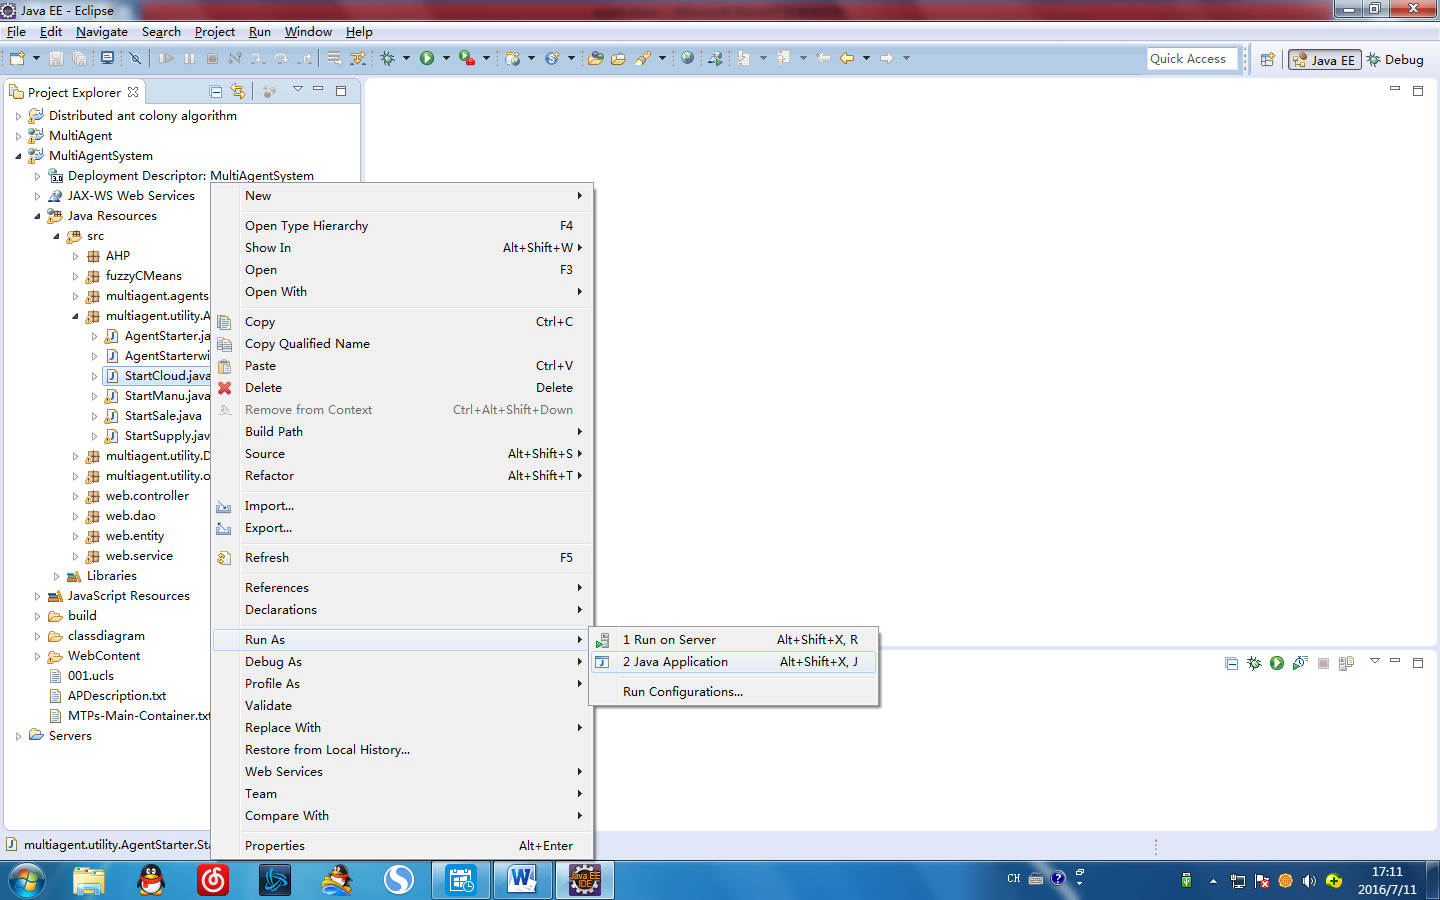 Java EE - Eclipse
File Edit Navigate Search Project Run Window Help
Quick Access
Java EE
Debug
Project Explorer
Distributed ant colony algorithm
MultiAgent
MultiAgentSystem
Deployment Descriptor: MultiAgentSystem
JAX-WS Web Services
Java Resources
src
AHP
fuzzyCMeans
multiagent.agents
multiagent.utility.A
AgentStarter.ja
AgentStarterwi
StartCloud.java
StartManu.java
StartSale.java
StartSupply.jav
multiagent.utility.D
multiagent.utility.o
web.controller
web.dao
web.entity
web.service
Libraries
JavaScript Resources
build
classdiagram
WebContent
001.ucls
APDescription.txt
MTPs-Main-Container.txt
Servers
New
Open Type Hierarchy F4
Show In Alt+Shift+W
Open F3
Open With
Copy Ctrl+C
Copy Qualified Name
Paste Ctrl+V
Delete Delete
Remove from Context Ctrl+Alt+Shift+Down
Build Path
Source Alt+Shift+S
Refactor Alt+Shift+T
Import...
Export...
Refresh F5
References
Declarations
Run As
Debug As
Profile As
Validate
Replace With
Restore from Local History...
Web Services
Team
Compare With
Properties Alt+Enter
1 Run on Server Alt+Shift+X, R
2 Java Application Alt+Shift+X, J
Run Configurations...
multiagent.utility.AgentStarter.Sta
Java EE
IDE
CH
17:11
2016/7/11